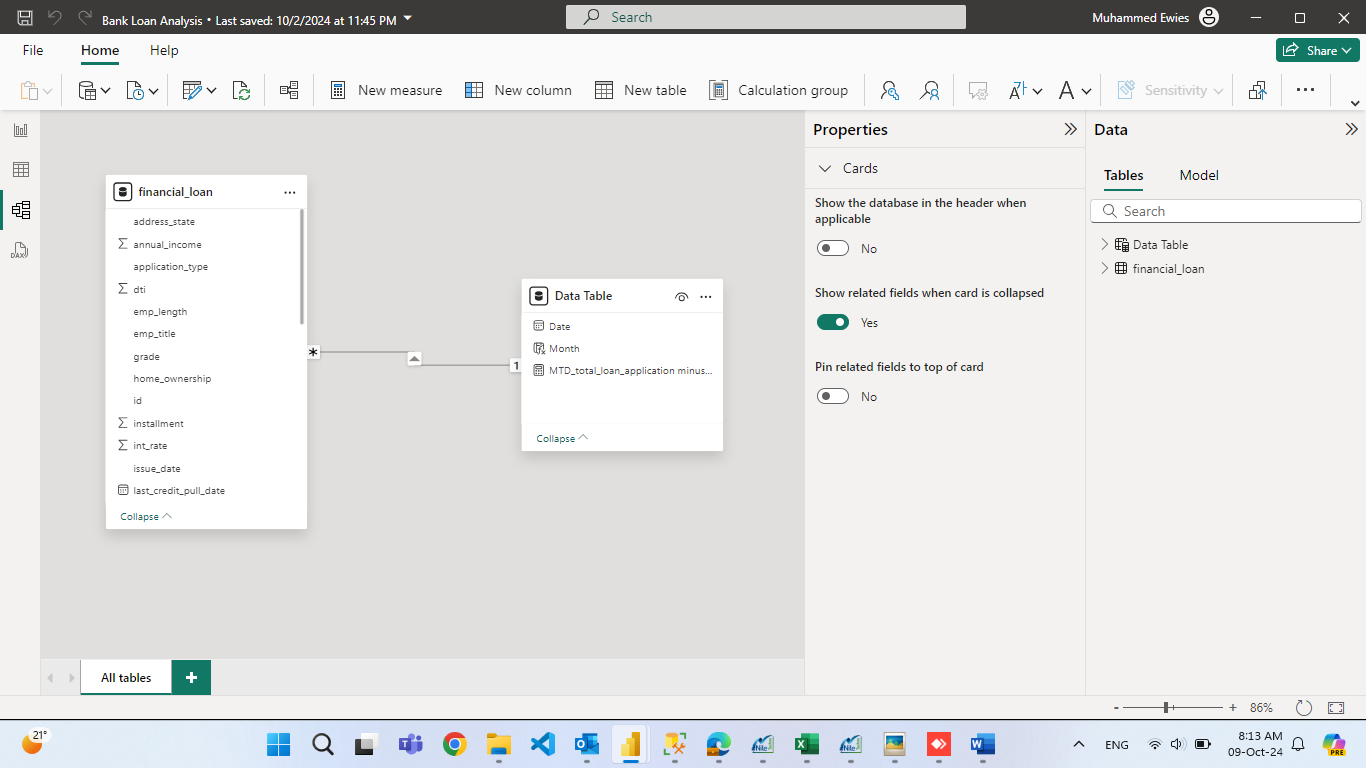 Bank Loan Analysis • Last saved: 10/2/2024 at 11:45 PM
Search
Muhammed Ewies
File
Home
Help
Share
New measure
New column
New table
Calculation group
Sensitivity
DAX
financial_loan
address_state
annual_income
application_type
dti
emp_length
emp_title
grade
home_ownership
id
installment
int_rate
issue_date
last_credit_pull_date
Collapse
*
1
Data Table
Date
Month
MTD_total_loan_application minus...
Collapse
Properties
Cards
Show the database in the header when
applicable
No
Show related fields when card is collapsed
Yes
Pin related fields to top of card
No
Data
Tables
Model
Search
Data Table
financial_loan
All tables
86%
21°
ENG
8:13 AM
09-Oct-24
PRE